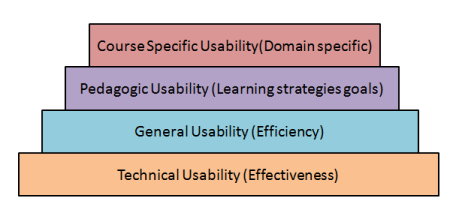 Course Specific Usability(Domain specific)
Pedagogic Usability (Learning strategies goals)
General Usability (Efficiency)
Technical Usability (Effectiveness)